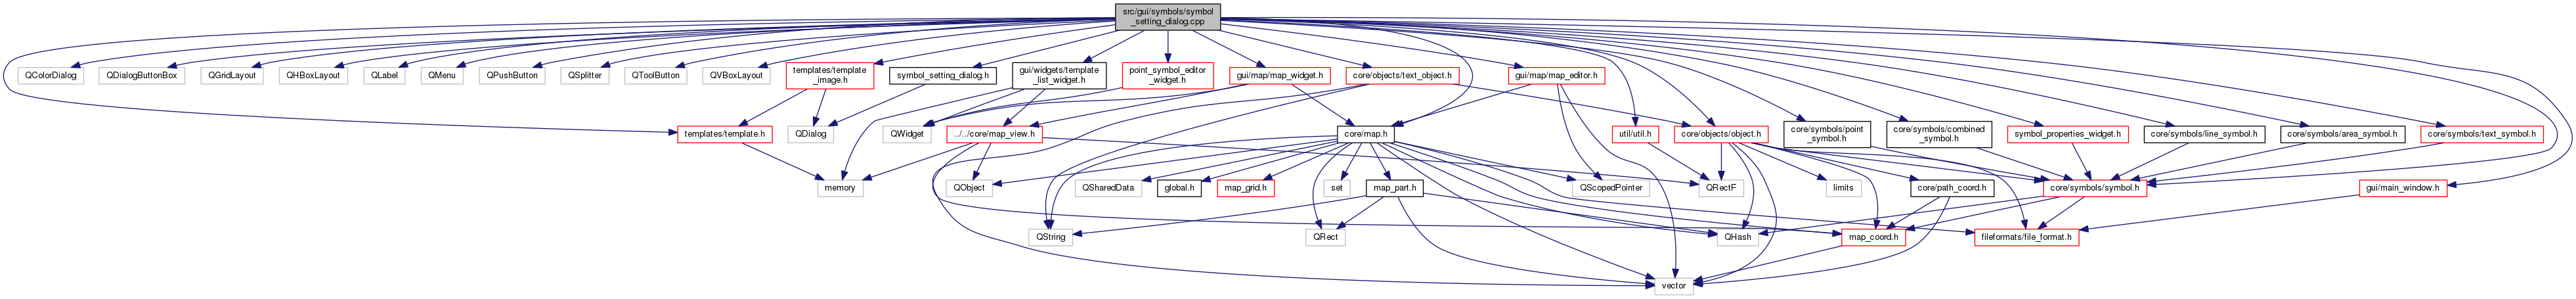 src/gui/symbols/symbol
_setting_dialog.cpp
QColorDialog
QDialogButtonBox
QGridLayout
QHBoxLayout
QLabel
QMenu
QPushButton
QSplitter
QToolButton
QVBoxLayout
templates/template
_image.h
symbol_setting_dialog.h
gui/widgets/template
_list_widget.h
point_symbol_editor
_widget.h
gui/map/map_widget.h
core/objects/text_object.h
gui/map/map_editor.h
templates/template.h
QDialog
QWidget
../../core/map_view.h
core/map.h
util/util.h
core/objects/object.h
core/symbols/point
_symbol.h
core/symbols/combined
_symbol.h
symbol_properties_widget.h
core/symbols/line_symbol.h
core/symbols/area_symbol.h
core/symbols/text_symbol.h
memory
QObject
QSharedData
global.h
map_grid.h
set
map_part.h
QScopedPointer
QRectF
limits
core/path_coord.h
core/symbols/symbol.h
gui/main_window.h
QString
QRect
QHash
map_coord.h
fileformats/file_format.h
vector